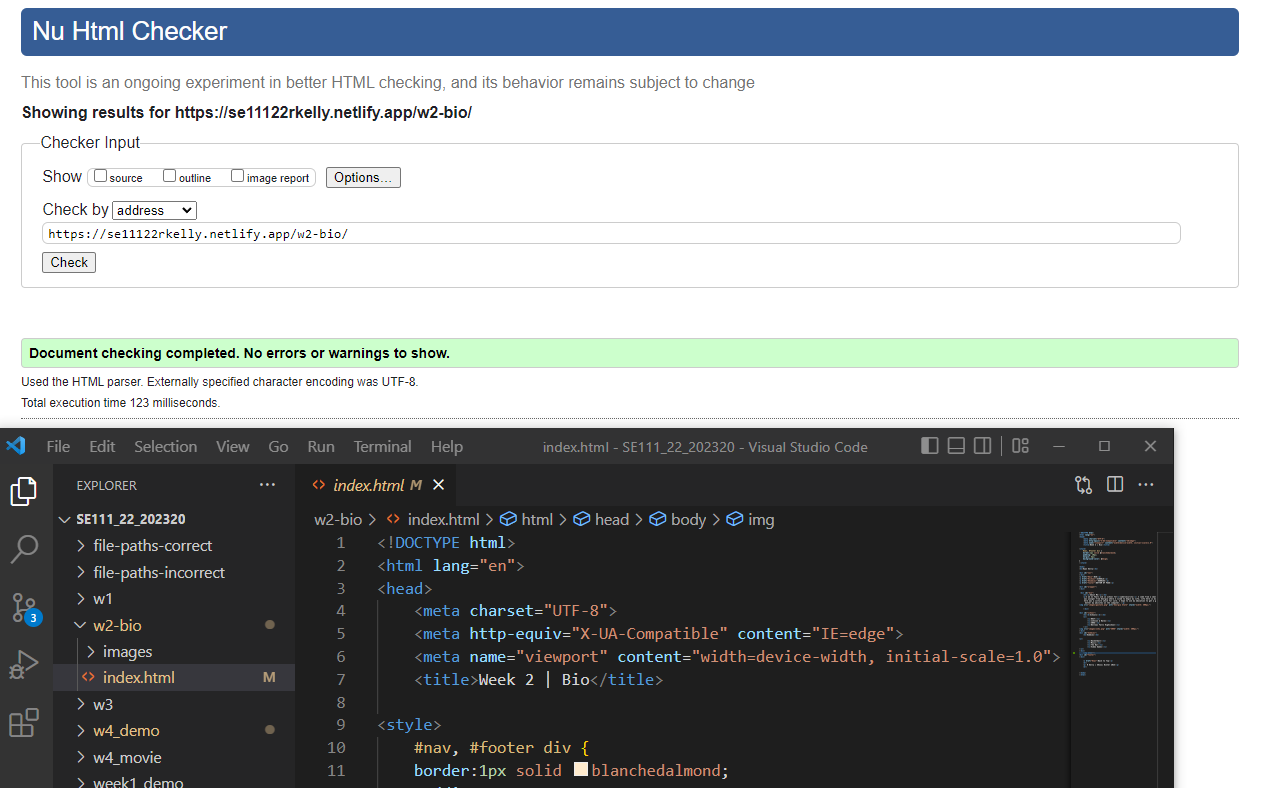 Nu Html Checker
This tool is an ongoing experiment in better HTML checking, and its behavior remains subject to change
Showing results for https://se11122rkelly.netlify.app/w2-bio/
Checker Input
Show source outline image report Options...
Check by address
https://se11122rkelly.netlify.app/w2-bio/
Check
Document checking completed. No errors or warnings to show.
Used the HTML parser. Externally specified character encoding was UTF-8.
Total execution time 123 milliseconds.
File Edit Selection View Go Run Terminal Help index.html - SE111_22_202320 - Visual Studio Code
EXPLORER ...
SE111_22_202320
file-paths-correct
file-paths-incorrect
w1
3
w2-bio
images
index.html M
w3
w4_demo
w4_movie
week1_demo
index.html M
w2-bio > index.html > html > head > body > img
1 <!DOCTYPE html>
2 <html lang="en">
3 <head>
4 <meta charset="UTF-8">
5 <meta http-equiv="X-UA-Compatible" content="IE=edge">
6 <meta name="viewport" content="width=device-width, initial-scale=1.0">
7 <title>Week 2 | Bio</title>
8
9 <style>
10 #nav, #footer div {
11 border:1px solid blanchedalmond;